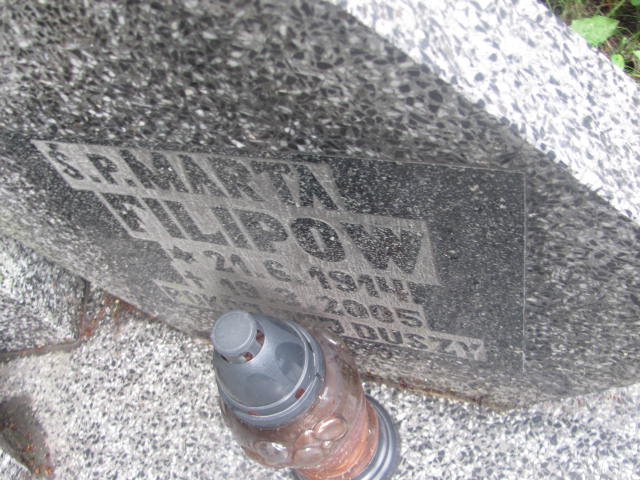 Ś.P. MARTA
FILIPOW
* 21.6.1914
2005
DUSZY